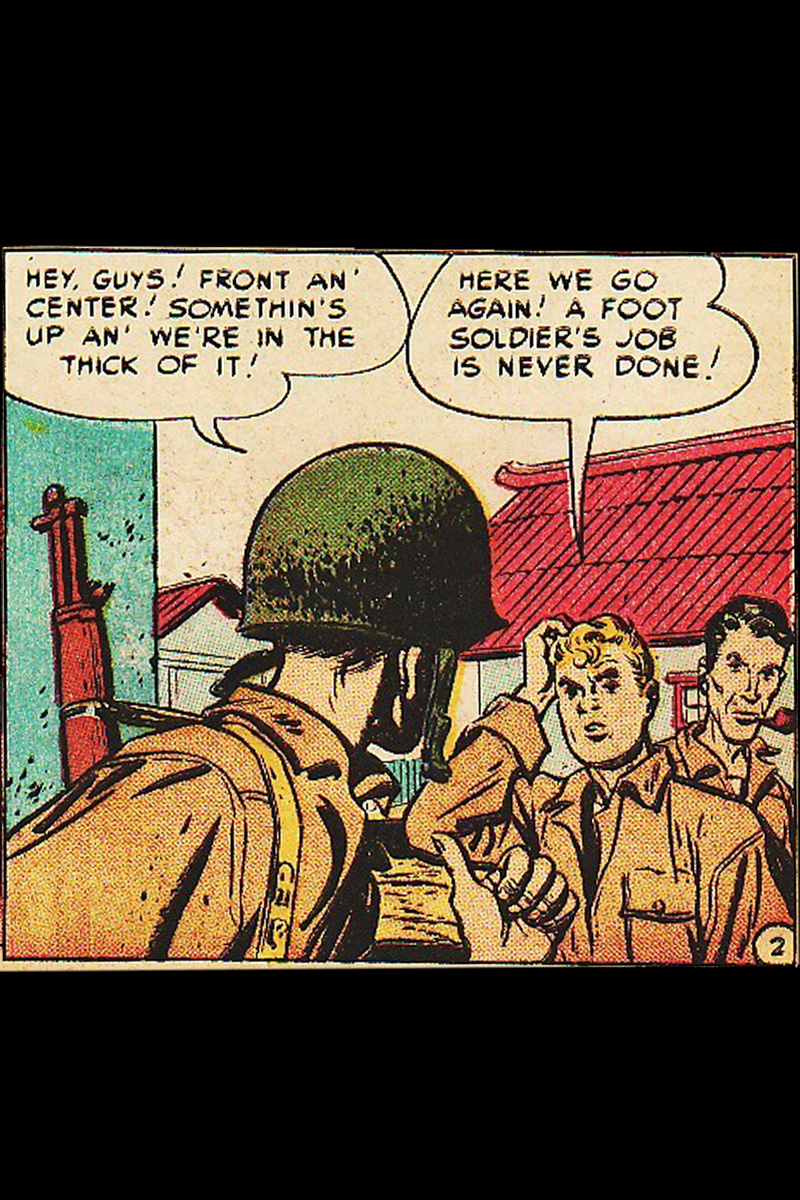 HEY, GUYS! FRONT AN'
CENTER! SOMETHIN'S
UP AN' WE'RE IN THE
THICK OF IT!
HERE WE GO
AGAIN! A FOOT
SOLDIER'S JOB
IS NEVER DONE!
2